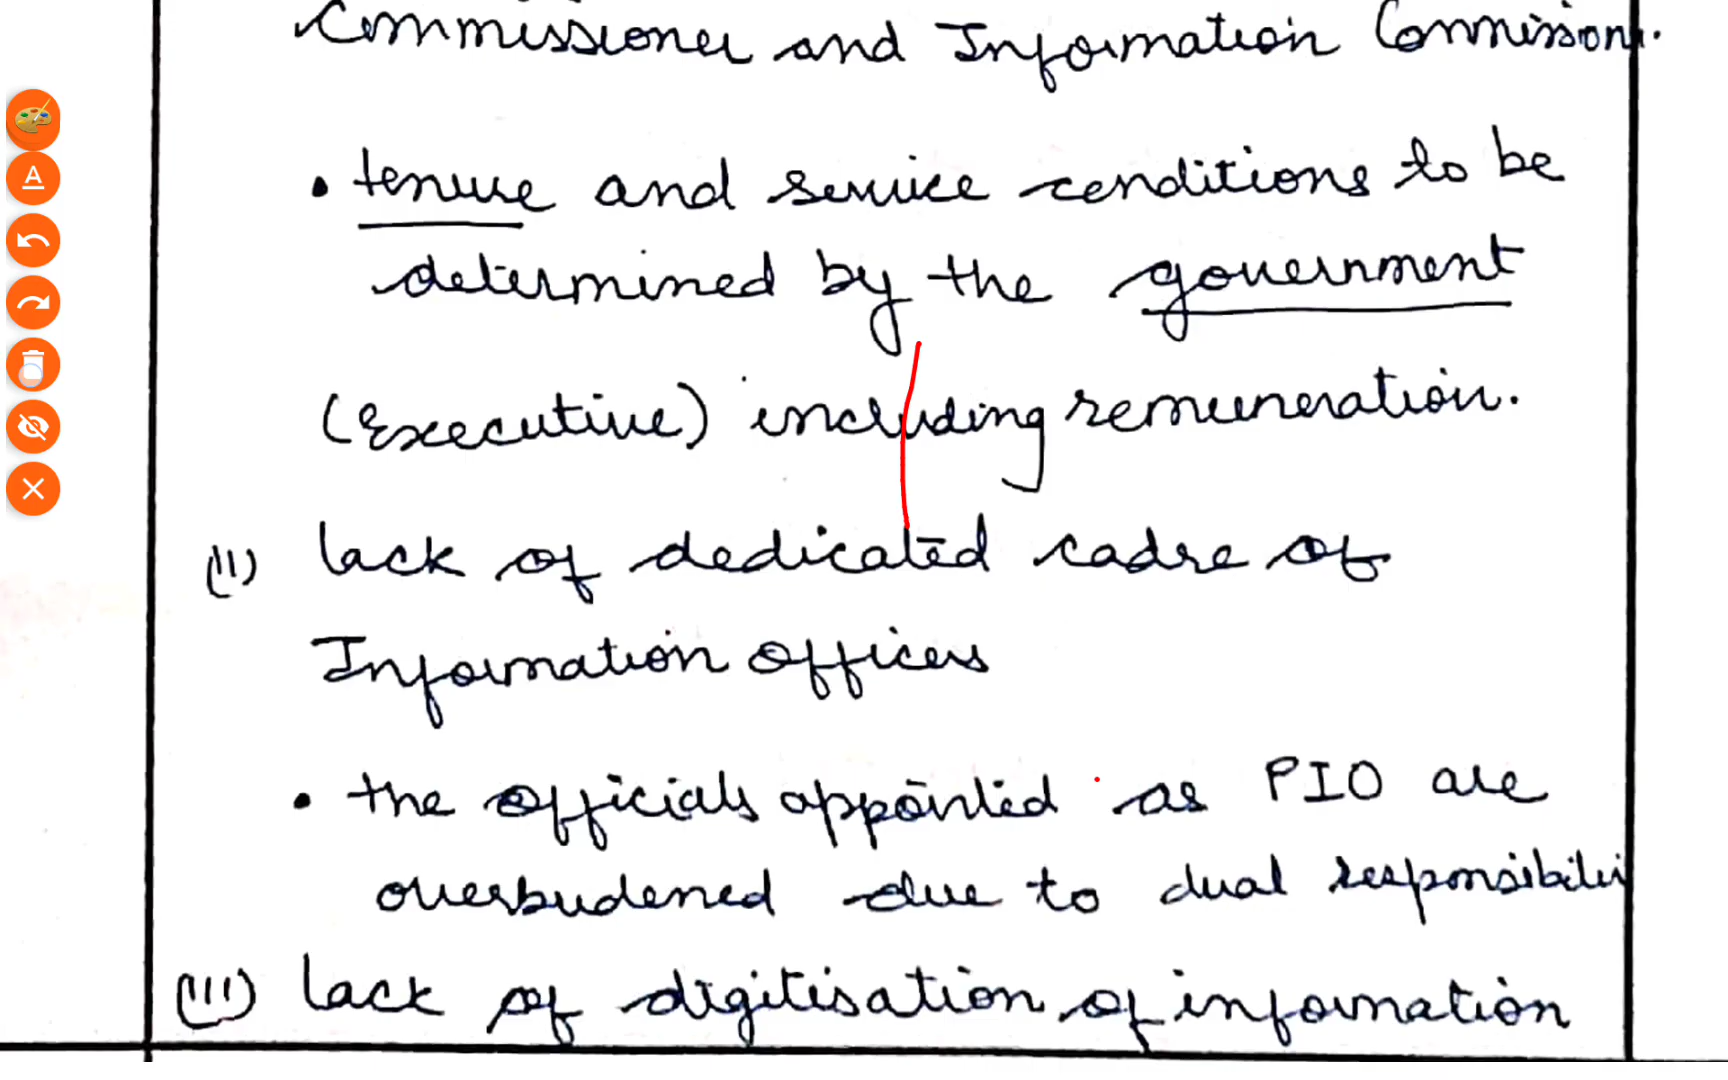 Commissioner and Information Commission.
• tenure and service conditions to be
determined by the government
(Executive) including remuneration.
(II) lack of dedicated cadre of
Information officers
• the officials appointed as PIO are
overbudened due to dual responsibili
(III) lack of digitisation of information